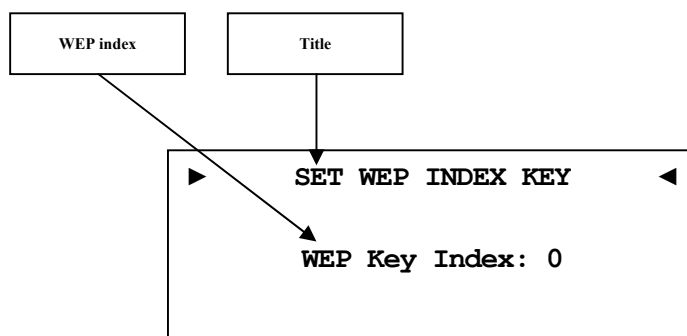 WEP index
Title
► SET WEP INDEX KEY ◄
WEP Key Index: 0